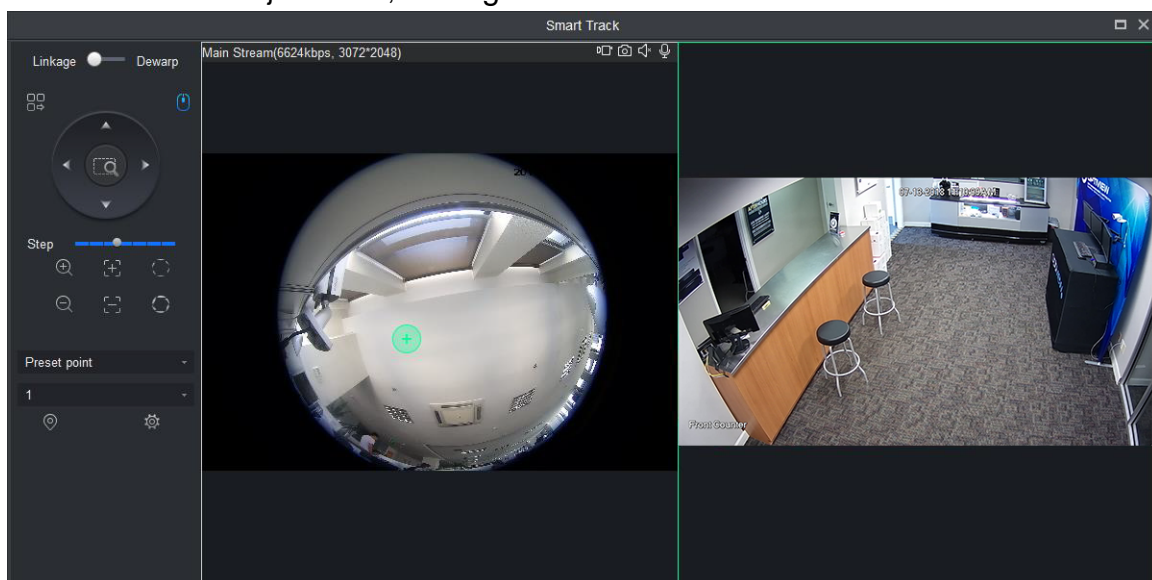 Smart Track
Linkage
Dewarp
Main Stream(6624kbps, 3072*2048)
Step
Preset point
1
Front Counter